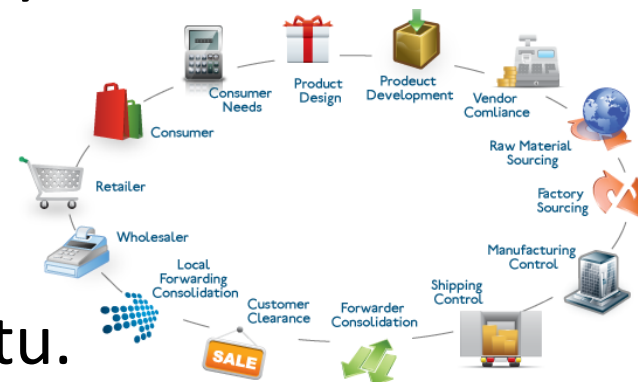 Consumer
Needs
Product
Design
Prodeuct
Development
Vendor
Comliance
Raw Material
Sourcing
Factory
Sourcing
Manufacturing
Control
Shipping
Control
Forwarder
Consolidation
Customer
Clearance
SALE
Local
Forwarding
Consolidation
Wholesaler
Retailer
Consumer
tu.